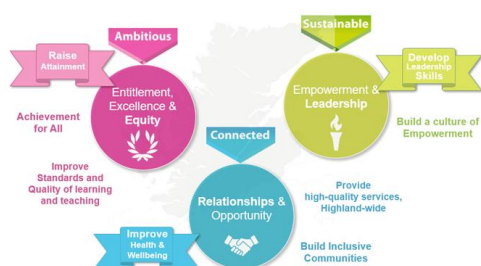 Ambitious
Raise
Attainment
Entitlement,
Excellence &
Equity
Achievement
for All
Improve
Standards and
Quality of learning
and teaching
Sustainable
Empowerment &
Leadership
Develop
Leadership
Skills
Build a culture of
Empowerment
Connected
Relationships &
Opportunity
Improve
Health &
Wellbeing
Provide
high-quality services,
Highland-wide
Build Inclusive
Communities